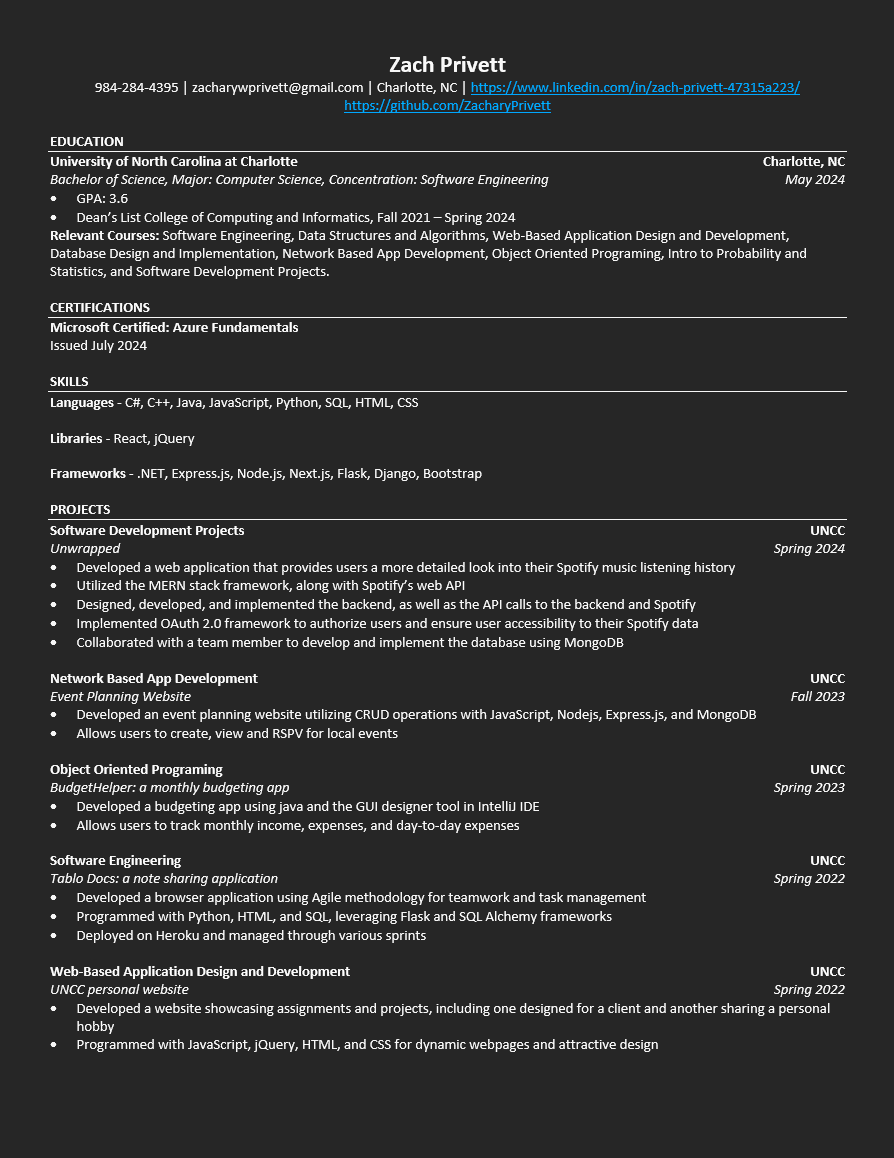 Zach Privett
984-284-4395 | zacharywprivett@gmail.com | Charlotte, NC | https://www.linkedin.com/in/zach-privett-47315a223/
https://github.com/ZacharyPrivett
EDUCATION
University of North Carolina at Charlotte Charlotte, NC
Bachelor of Science, Major: Computer Science, Concentration: Software Engineering May 2024
• GPA: 3.6
• Dean’s List College of Computing and Informatics, Fall 2021 – Spring 2024
Relevant Courses: Software Engineering, Data Structures and Algorithms, Web-Based Application Design and Development,
Database Design and Implementation, Network Based App Development, Object Oriented Programing, Intro to Probability and
Statistics, and Software Development Projects.
CERTIFICATIONS
Microsoft Certified: Azure Fundamentals
Issued July 2024
SKILLS
Languages - C#, C++, Java, JavaScript, Python, SQL, HTML, CSS
Libraries - React, jQuery
Frameworks - .NET, Express.js, Node.js, Next.js, Flask, Django, Bootstrap
PROJECTS
Software Development Projects UNCC
Unwrapped Spring 2024
• Developed a web application that provides users a more detailed look into their Spotify music listening history
• Utilized the MERN stack framework, along with Spotify’s web API
• Designed, developed, and implemented the backend, as well as the API calls to the backend and Spotify
• Implemented OAuth 2.0 framework to authorize users and ensure user accessibility to their Spotify data
• Collaborated with a team member to develop and implement the database using MongoDB
Network Based App Development UNCC
Event Planning Website Fall 2023
• Developed an event planning website utilizing CRUD operations with JavaScript, Nodejs, Express.js, and MongoDB
• Allows users to create, view and RSPV for local events
Object Oriented Programing UNCC
BudgetHelper: a monthly budgeting app Spring 2023
• Developed a budgeting app using java and the GUI designer tool in IntelliJ IDE
• Allows users to track monthly income, expenses, and day-to-day expenses
Software Engineering UNCC
Tablo Docs: a note sharing application Spring 2022
• Developed a browser application using Agile methodology for teamwork and task management
• Programmed with Python, HTML, and SQL, leveraging Flask and SQL Alchemy frameworks
• Deployed on Heroku and managed through various sprints
Web-Based Application Design and Development UNCC
UNCC personal website Spring 2022
• Developed a website showcasing assignments and projects, including one designed for a client and another sharing a personal
hobby
• Programmed with JavaScript, jQuery, HTML, and CSS for dynamic webpages and attractive design